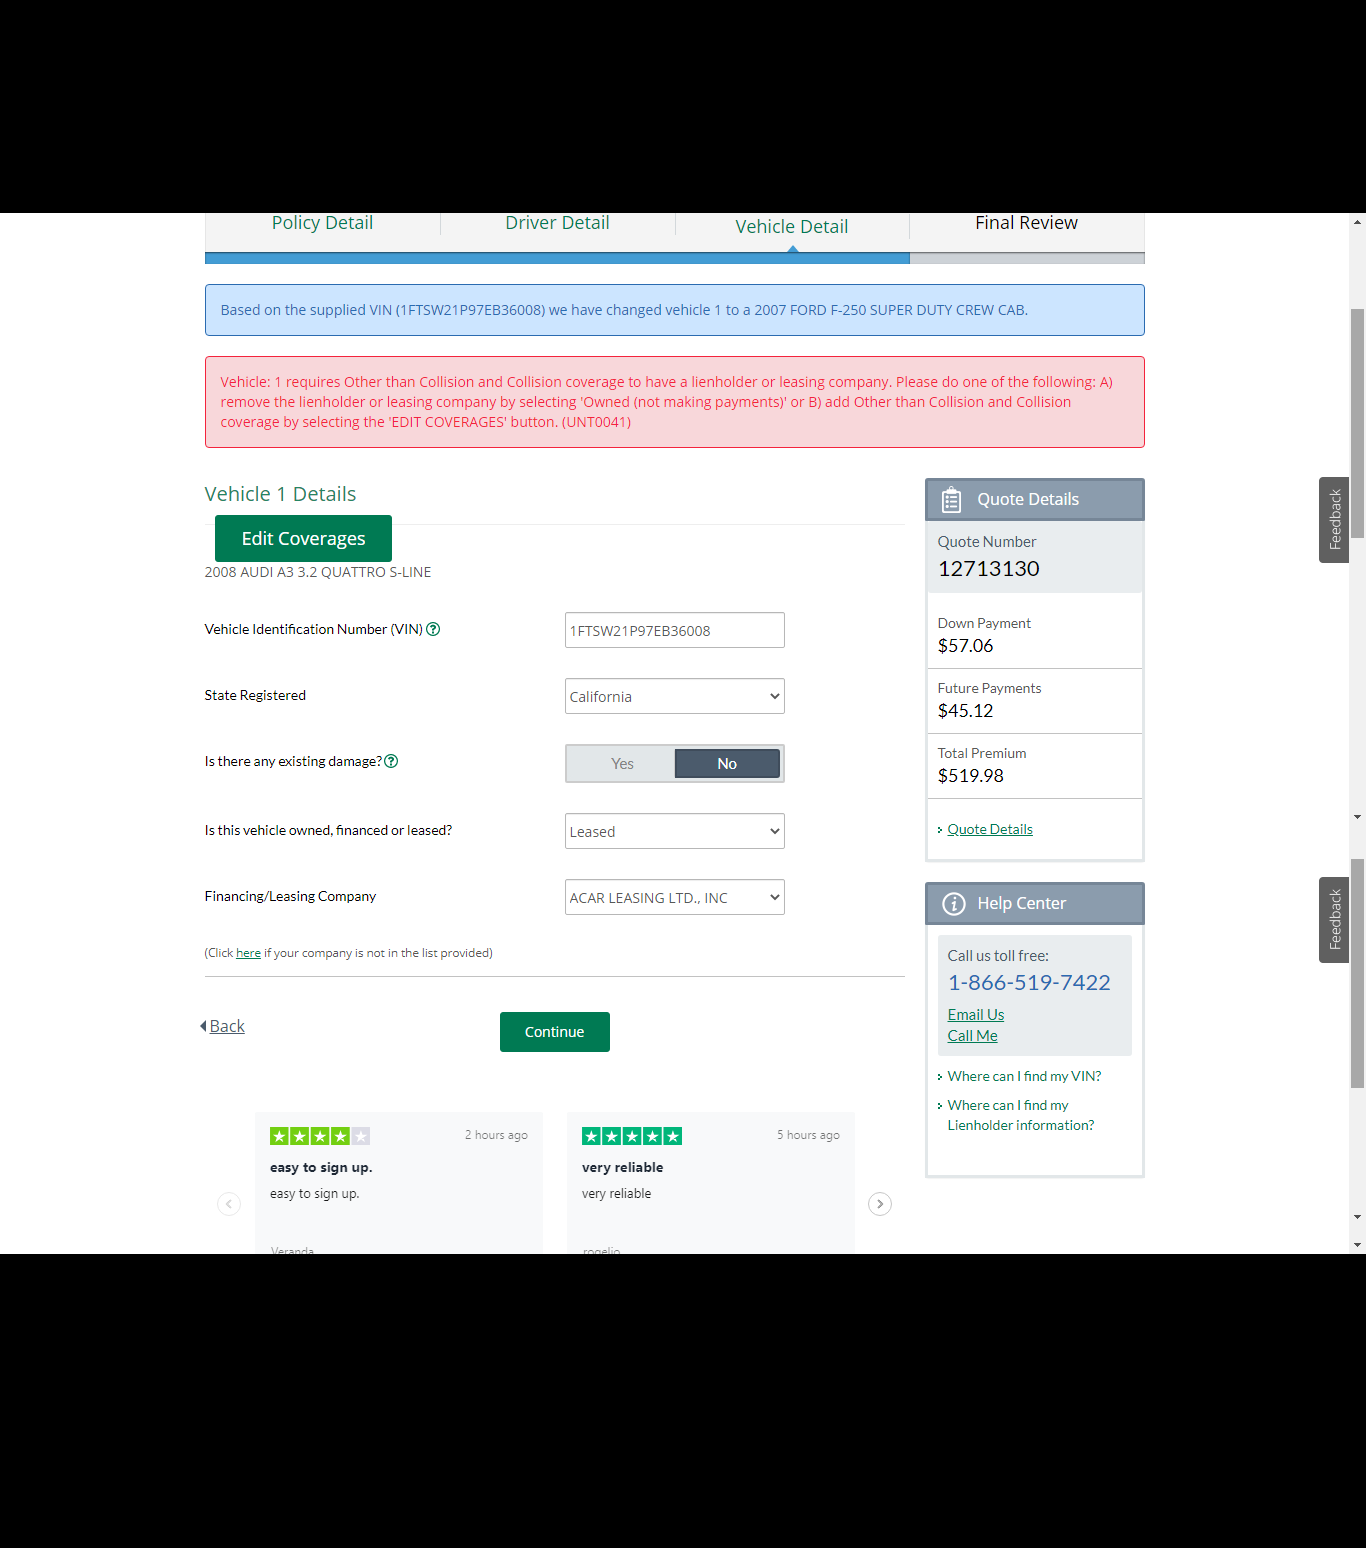 Policy Detail
Driver Detail
Vehicle Detail
Final Review
Based on the supplied VIN (1FTSW21P97EB36008) we have changed vehicle 1 to a 2007 FORD F-250 SUPER DUTY CREW CAB.
Vehicle: 1 requires Other than Collision and Collision coverage to have a lienholder or leasing company. Please do one of the following: A)
remove the lienholder or leasing company by selecting 'Owned (not making payments)' or B) add Other than Collision and Collision
coverage by selecting the 'EDIT COVERAGES' button. (UNT0041)
Vehicle 1 Details
Edit Coverages
2008 AUDI A3 3.2 QUATTRO S-LINE
Vehicle Identification Number (VIN)
1FTSW21P97EB36008
State Registered
California
Is there any existing damage?
Yes
No
Is this vehicle owned, financed or leased?
Leased
Financing/Leasing Company
ACAR LEASING LTD., INC
(Click here if your company is not in the list provided)
Back
Continue
2 hours ago
easy to sign up.
easy to sign up.
Veranda
5 hours ago
very reliable
very reliable
rogelio
Quote Details
Quote Number
12713130
Down Payment
$57.06
Future Payments
$45.12
Total Premium
$519.98
Quote Details
Help Center
Call us toll free:
1-866-519-7422
Email Us
Call Me
Where can I find my VIN?
Where can I find my
Lienholder information?
Feedback
Feedback